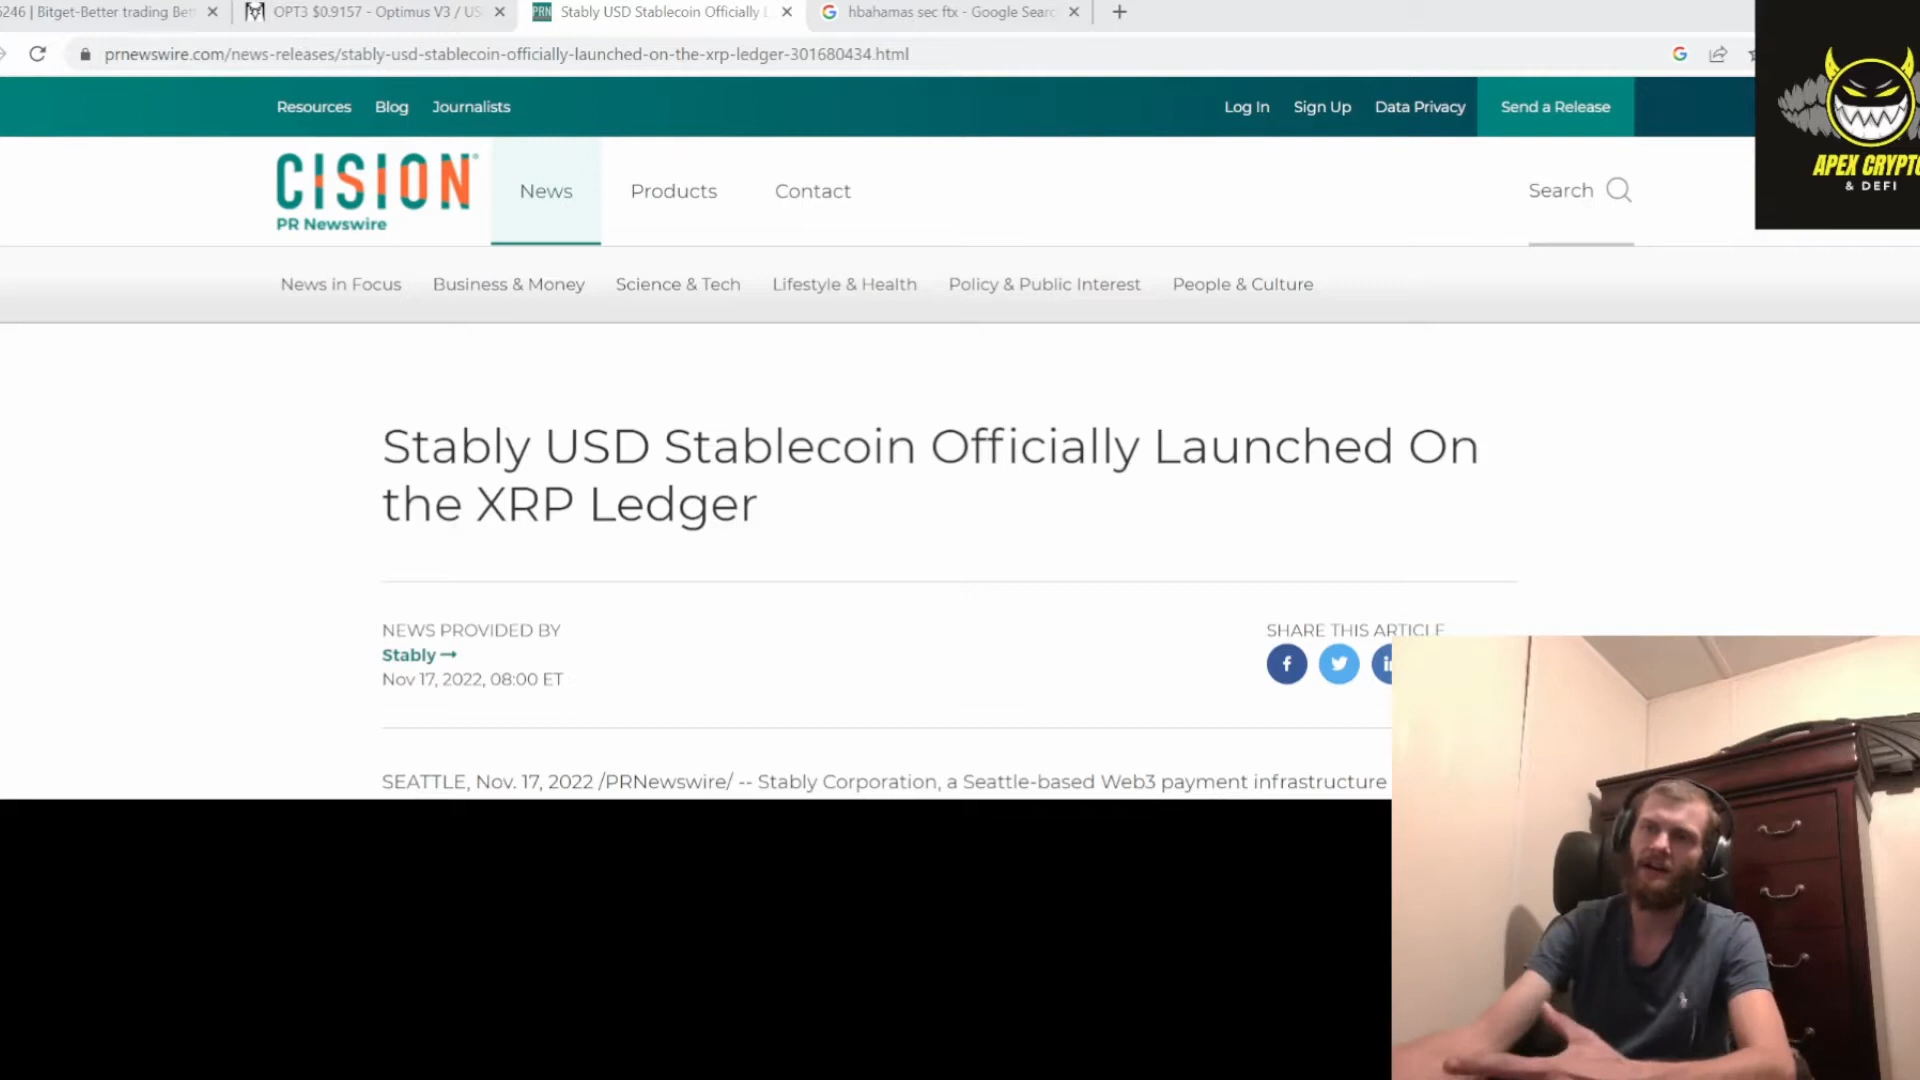 5246 | Bitget-Better trading Bet
OPT3 $0.9157 - Optimus V3 / US
PRN Stably USD Stablecoin Officially L
G hbahamas sec ftx - Google Searc
prnewswire.com/news-releases/stably-usd-stablecoin-officially-launched-on-the-xrp-ledger-301680434.html
Resources Blog Journalists Log In Sign Up Data Privacy Send a Release
CISION®
PR Newswire
News Products Contact Search
APEX CRYPTO
& DEFI
News in Focus Business & Money Science & Tech Lifestyle & Health Policy & Public Interest People & Culture
Stably USD Stablecoin Officially Launched On
the XRP Ledger
NEWS PROVIDED BY
Stably →
Nov 17, 2022, 08:00 ET
SHARE THIS ARTICLE
f in
SEATTLE, Nov. 17, 2022 /PRNewswire/ -- Stably Corporation, a Seattle-based Web3 payment infrastructure